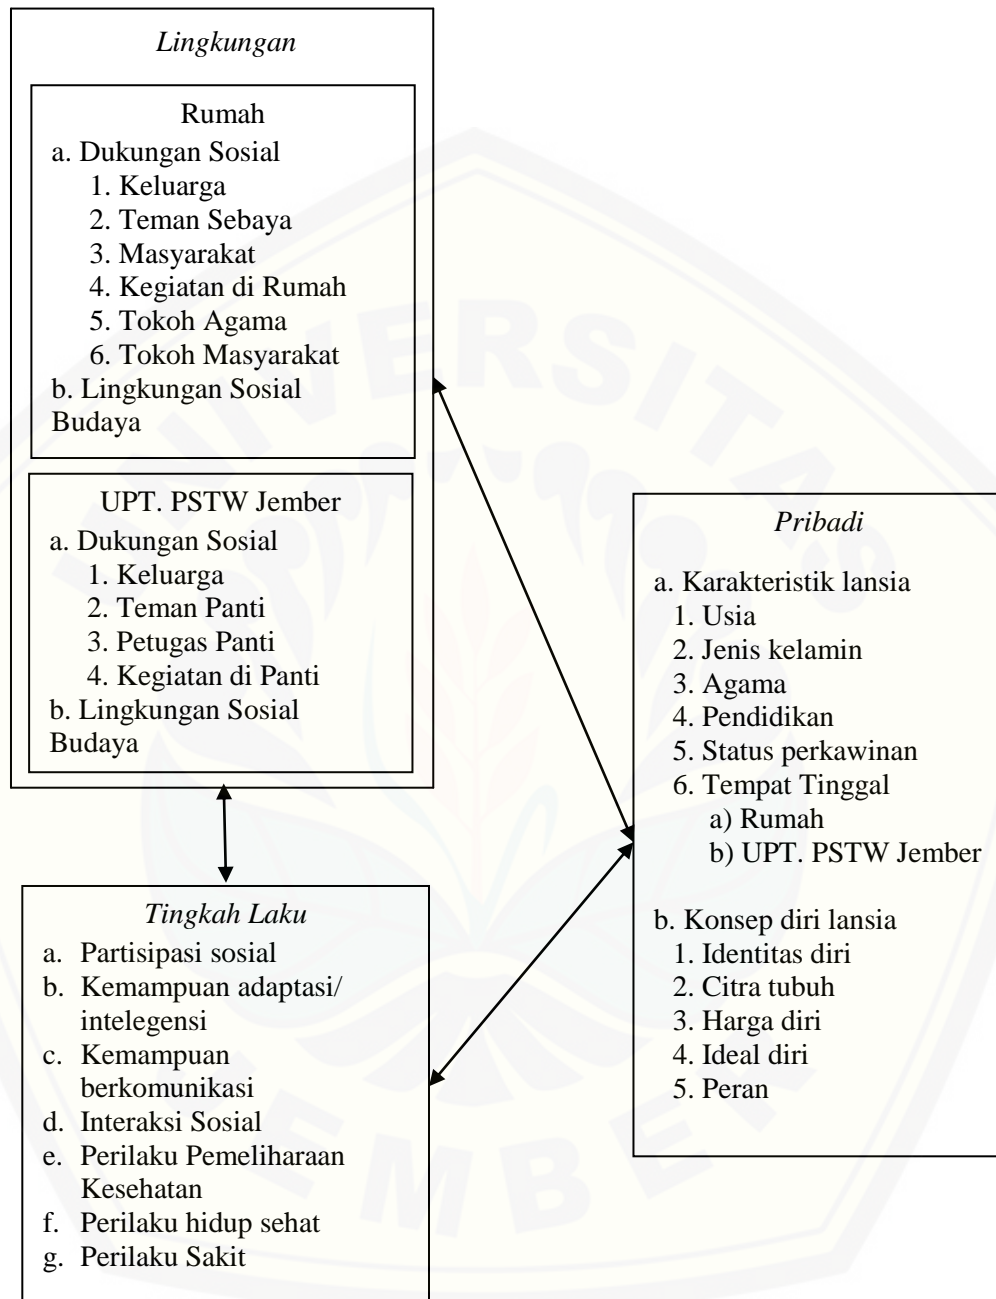 Lingkungan
Rumah
a. Dukungan Sosial
1. Keluarga
2. Teman Sebaya
3. Masyarakat
4. Kegiatan di Rumah
5. Tokoh Agama
6. Tokoh Masyarakat
b. Lingkungan Sosial
Budaya
UPT. PSTW Jember
a. Dukungan Sosial
1. Keluarga
2. Teman Panti
3. Petugas Panti
4. Kegiatan di Panti
b. Lingkungan Sosial
Budaya
Tingkah Laku
a. Partisipasi sosial
b. Kemampuan adaptasi/
intelegensi
c. Kemampuan
berkomunikasi
d. Interaksi Sosial
e. Perilaku Pemeliharaan
Kesehatan
f. Perilaku hidup sehat
g. Perilaku Sakit
Pribadi
a. Karakteristik lansia
1. Usia
2. Jenis kelamin
3. Agama
4. Pendidikan
5. Status perkawinan
6. Tempat Tinggal
a) Rumah
b) UPT. PSTW Jember
b. Konsep diri lansia
1. Identitas diri
2. Citra tubuh
3. Harga diri
4. Ideal diri
5. Peran
UNIVERSITAS
JEMBER